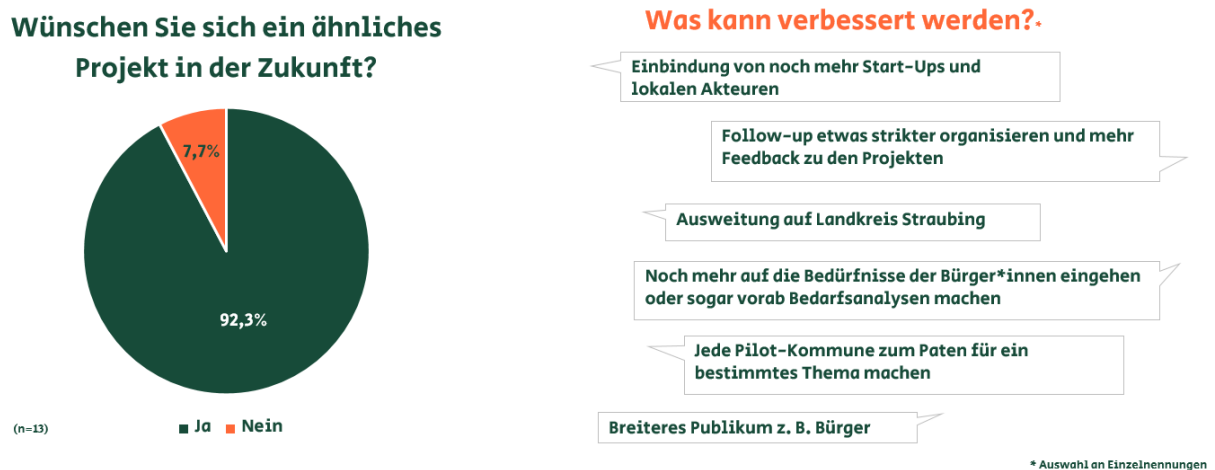 Wünschen Sie sich ein ähnliches
Projekt in der Zukunft?
7,7%
92,3%
(n=13)
Ja
Nein
Was kann verbessert werden?*
Einbindung von noch mehr Start-Ups und
lokalen Akteuren
Follow-up etwas strikter organisieren und mehr
Feedback zu den Projekten
Ausweitung auf Landkreis Straubing
Noch mehr auf die Bedürfnisse der Bürger*innen eingehen
oder sogar vorab Bedarfsanalysen machen
Jede Pilot-Kommune zum Paten für ein
bestimmtes Thema machen
Breiteres Publikum z. B. Bürger
* Auswahl an Einzelnennungen